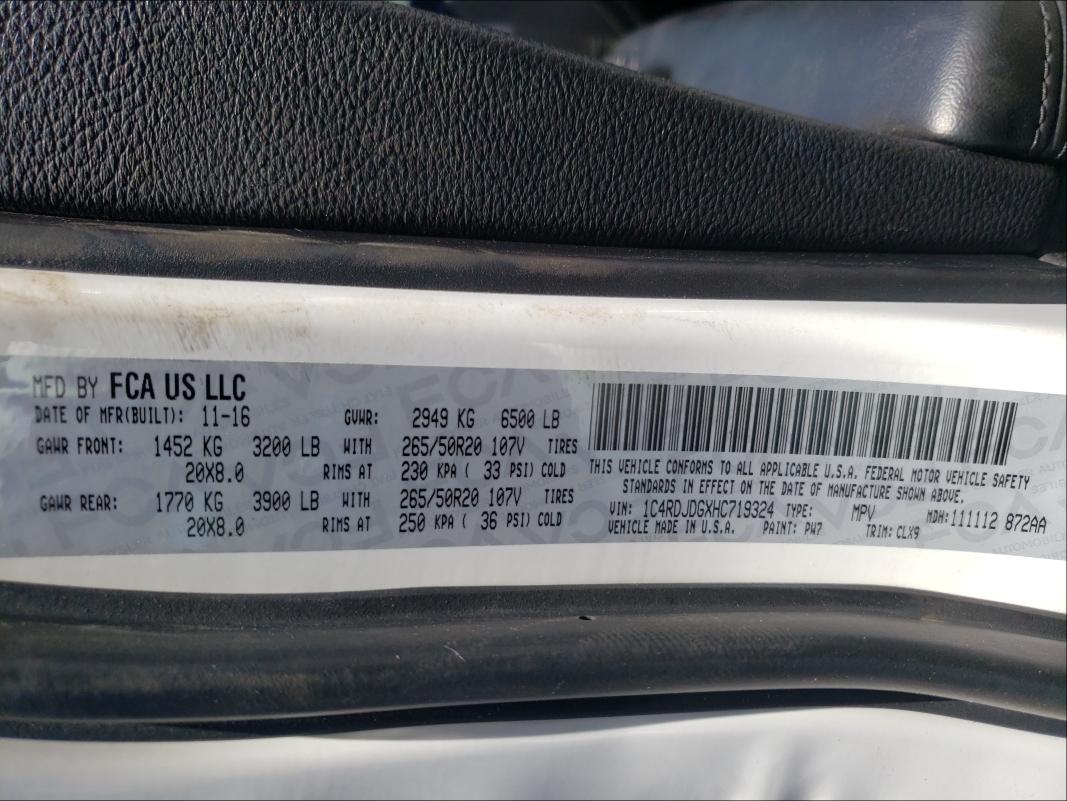 MFD BY FCA US LLC
DATE OF MFR(BUILT): 11-16 GVWR: 2949 KG 6500 LB
GAWR FRONT: 1452 KG 3200 LB WITH 265/50R20 107V TIRES
20X8.0 RIMS AT 230 KPA ( 33 PSI) COLD
GAWR REAR: 1770 KG 3900 LB WITH 265/50R20 107V TIRES
20X8.0 RIMS AT 250 KPA ( 36 PSI) COLD
THIS VEHICLE CONFORMS TO ALL APPLICABLE U.S.A. FEDERAL MOTOR VEHICLE SAFETY
STANDARDS IN EFFECT ON THE DATE OF MANUFACTURE SHOWN ABOVE.
VIN: 1C4RDJDGXHC719324 TYPE: MPV MDH: 111112 872AA
VEHICLE MADE IN U.S.A. PAINT: PW7 TRIM: CLX9